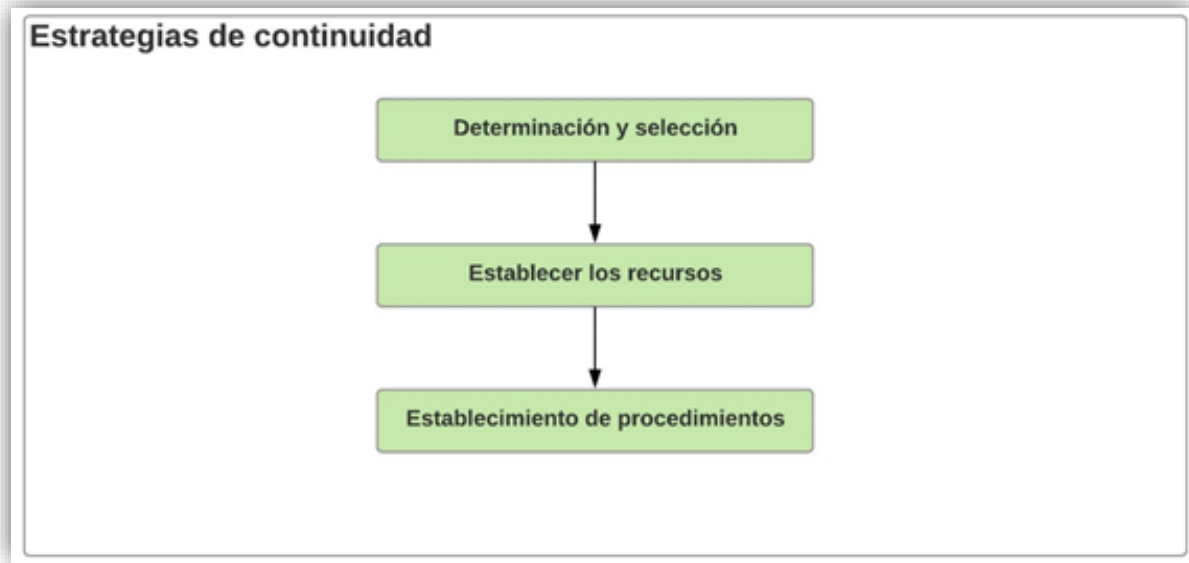 Estrategias de continuidad
Determinación y selección
Establecer los recursos
Establecimiento de procedimientos